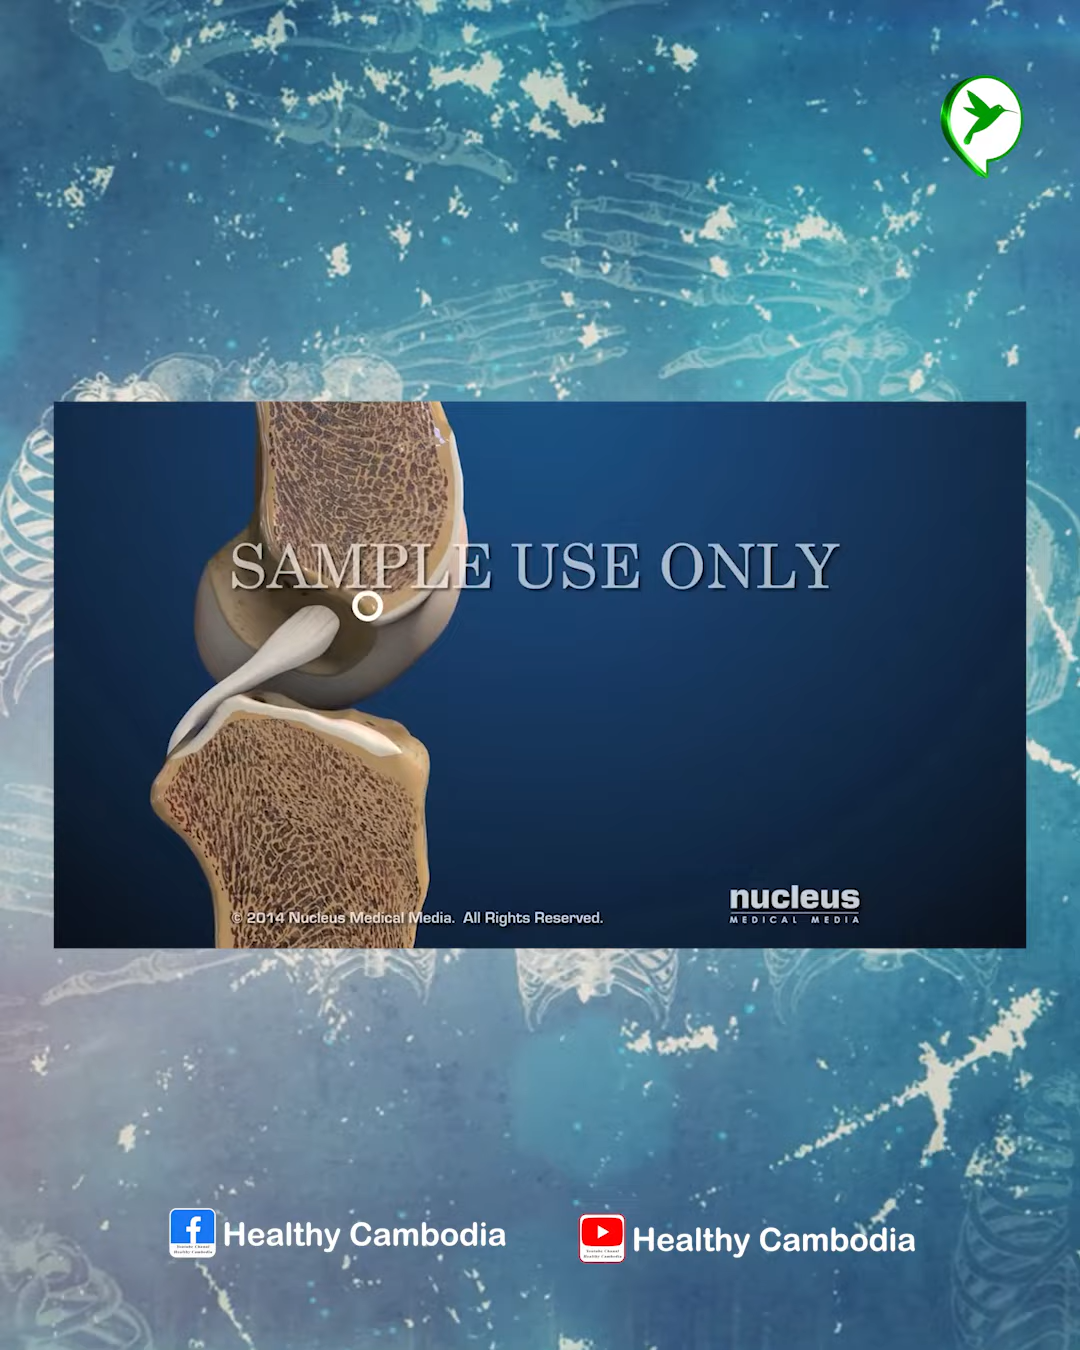 SAMPLE USE ONLY
© 2014 Nucleus Medical Media. All Rights Reserved.
nucleus
MEDICAL MEDIA
Healthy Cambodia
Healthy Cambodia